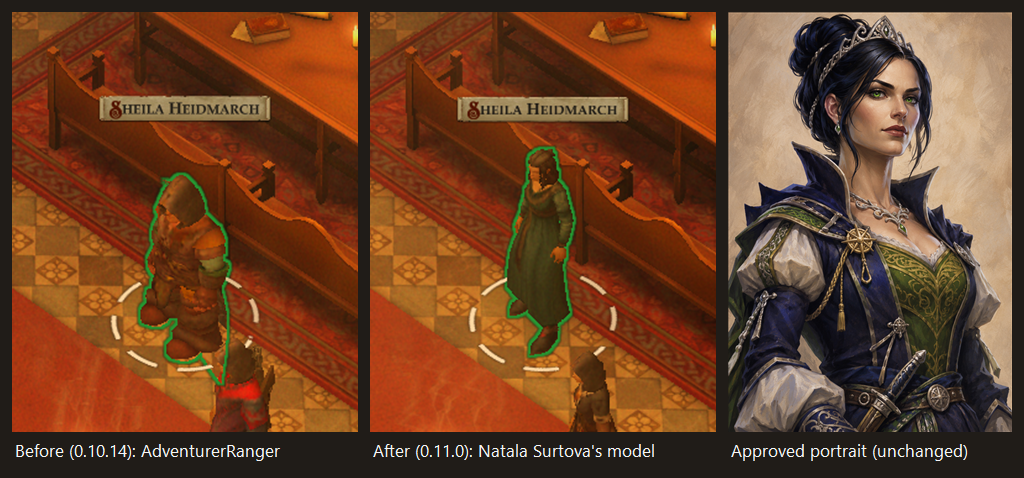 SHEILA HEIDMARCH
SHEILA HEIDMARCH
Before (0.10.14): AdventurerRanger
After (0.11.0): Natala Surtova's model
Approved portrait (unchanged)